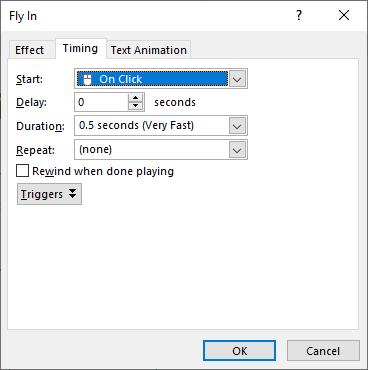 Fly In
Effect Timing Text Animation
Start: On Click
Delay: 0 seconds
Duration: 0.5 seconds (Very Fast)
Repeat: (none)
Rewind when done playing
Triggers
OK Cancel